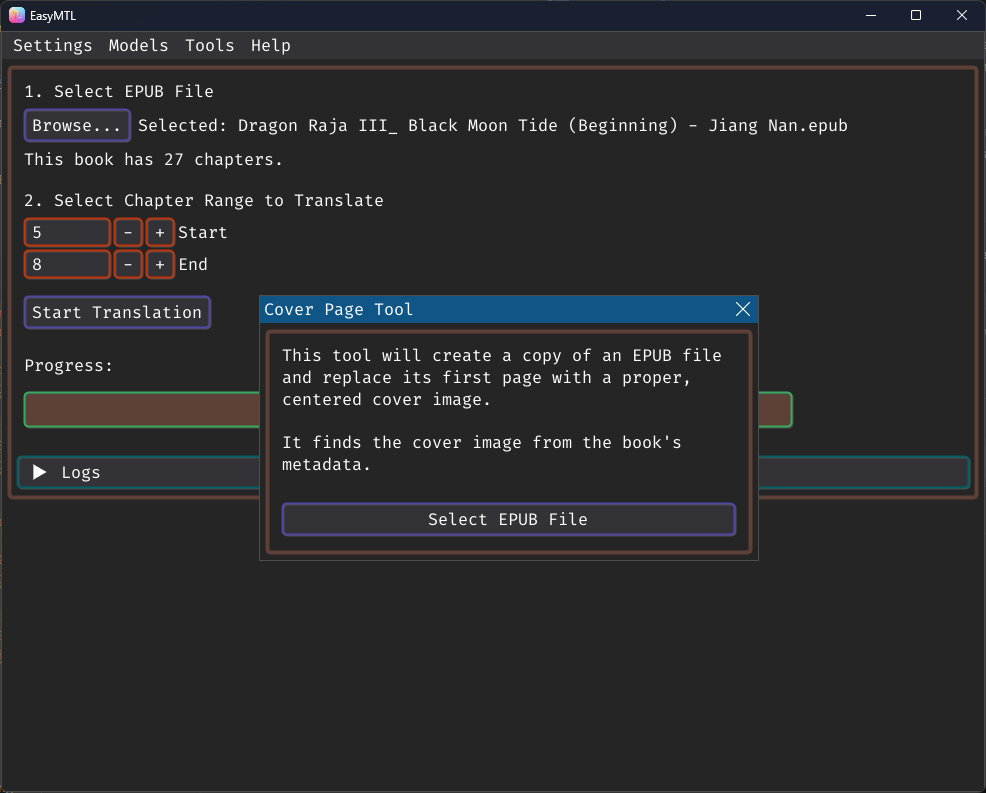 EasyMTL
Settings Models Tools Help
1. Select EPUB File
Browse... Selected: Dragon Raja III_ Black Moon Tide (Beginning) - Jiang Nan.epub
This book has 27 chapters.
2. Select Chapter Range to Translate
5 - + Start
8 - + End
Start Translation
Progress:
Logs
Cover Page Tool
This tool will create a copy of an EPUB file
and replace its first page with a proper,
centered cover image.
It finds the cover image from the book's
metadata.
Select EPUB File